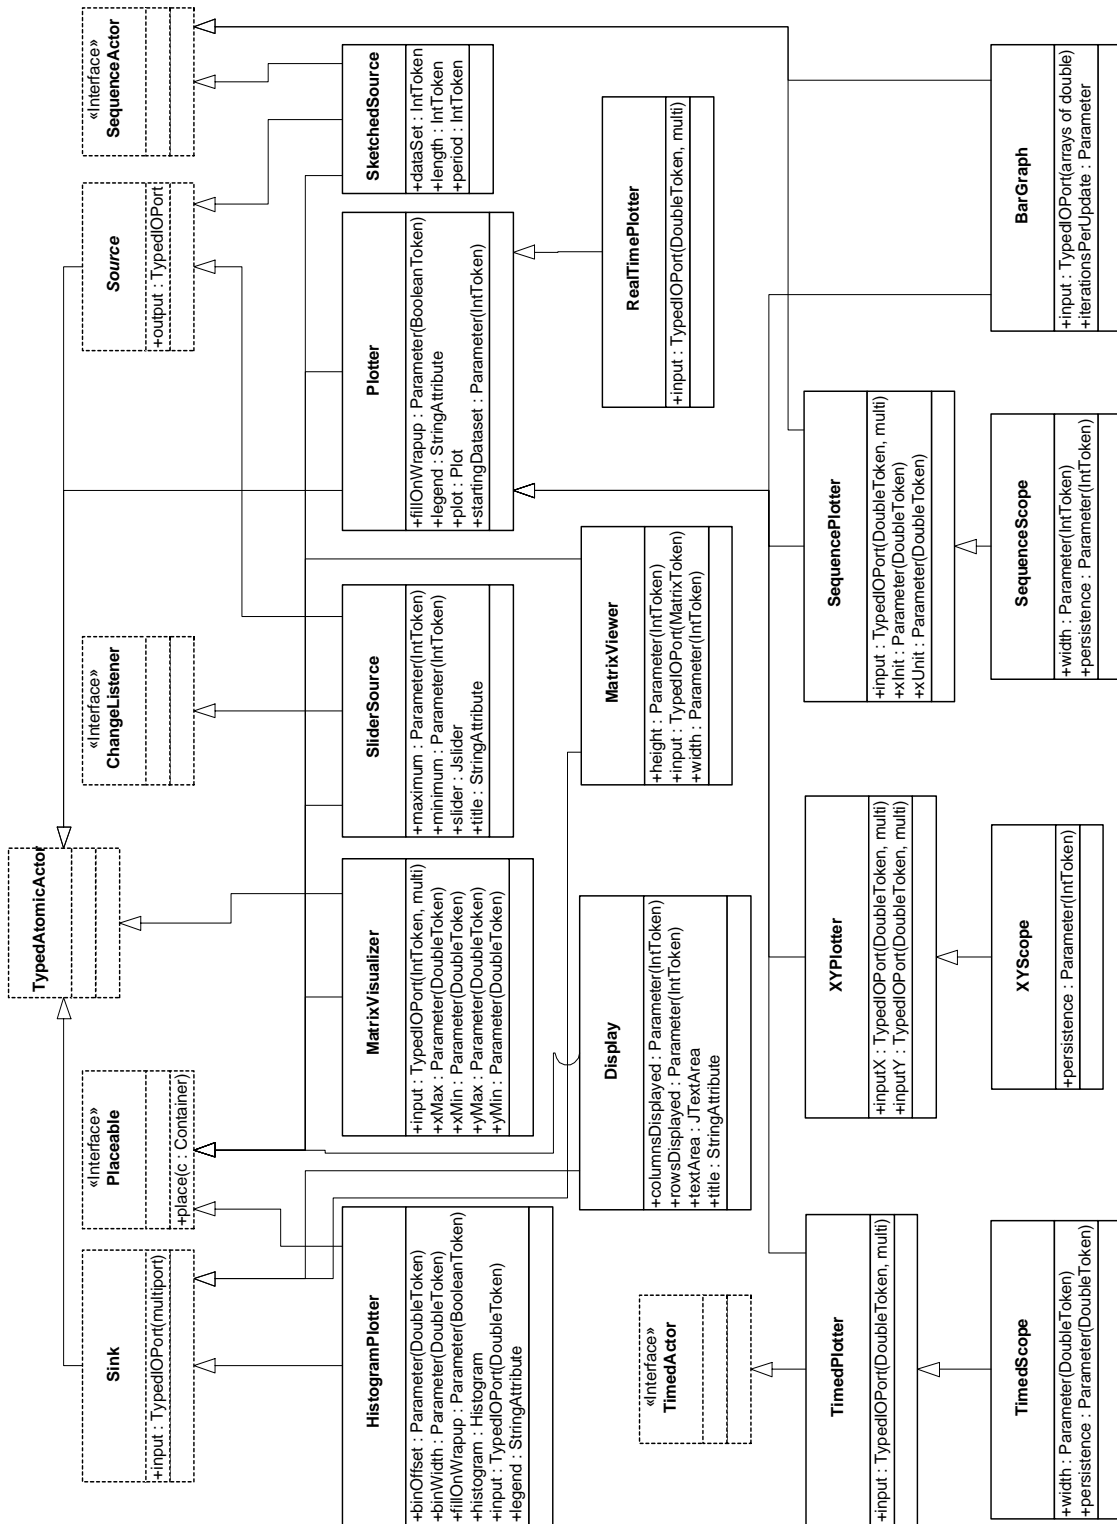 TypedAtomicActor
Sink
+input : TypedIOPort(multiport)
«Interface»
Placeable
+place(c : Container)
«Interface»
ChangeListener
Source
+output : TypedIOPort
«Interface»
SequenceActor
HistogramPlotter
+binOffset : Parameter(DoubleToken)
+binWidth : Parameter(DoubleToken)
+fillOnWrapup : Parameter(BooleanToken)
+histogram : Histogram
+input : TypedIOPort(DoubleToken)
+legend : StringAttribute
MatrixVisualizer
+input : TypedIOPort(IntToken, multi)
+xMax : Parameter(DoubleToken)
+xMin : Parameter(DoubleToken)
+yMax : Parameter(DoubleToken)
+yMin : Parameter(DoubleToken)
SliderSource
+maximum : Parameter(IntToken)
+minimum : Parameter(IntToken)
+slider : Jslider
+title : StringAttribute
Plotter
+fillOnWrapup : Parameter(BooleanToken)
+legend : StringAttribute
+plot : Plot
+startingDataset : Parameter(IntToken)
SketchedSource
+dataSet : IntToken
+length : IntToken
+period : IntToken
«Interface»
TimedActor
Display
+columnsDisplayed : Parameter(IntToken)
+rowsDisplayed : Parameter(IntToken)
+textArea : JTextArea
+title : StringAttribute
MatrixViewer
+height : Parameter(IntToken)
+input : TypedIOPort(MatrixToken)
+width : Parameter(IntToken)
RealTimePlotter
+input : TypedIOPort(DoubleToken, multi)
TimedPlotter
+input : TypedIOPort(DoubleToken, multi)
XYPlotter
+inputX : TypedIOPort(DoubleToken, multi)
+inputY : TypedIOPort(DoubleToken, multi)
SequencePlotter
+input : TypedIOPort(DoubleToken, multi)
+xInit : Parameter(DoubleToken)
+xUnit : Parameter(DoubleToken)
TimedScope
+width : Parameter(DoubleToken)
+persistence : Parameter(DoubleToken)
XYScope
+persistence : Parameter(IntToken)
SequenceScope
+width : Parameter(IntToken)
+persistence : Parameter(IntToken)
BarGraph
+input : TypedIOPort(arrays of double)
+iterationsPerUpdate : Parameter